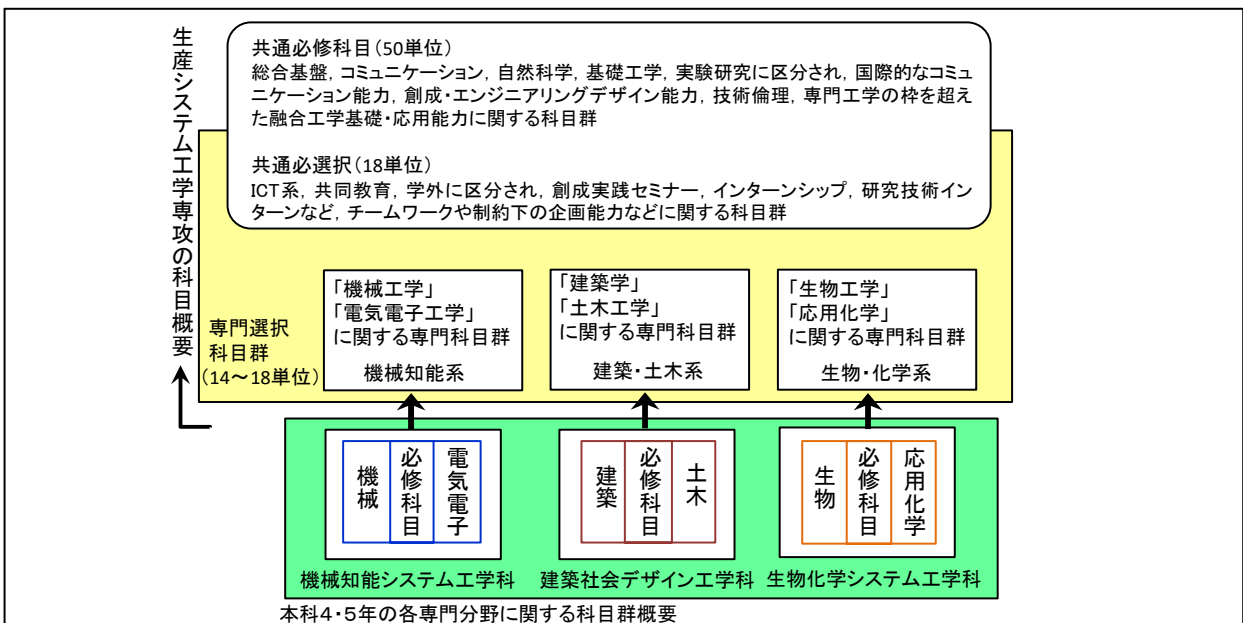 生産システム工学専攻の科目概要
共通必修科目(50単位)
総合基盤, コミュニケーション, 自然科学, 基礎工学, 実験研究に区分され, 国際的なコミュ
ニケーション能力, 創成・エンジニアリングデザイン能力, 技術倫理, 専門工学の枠を超え
た融合工学基礎・応用能力に関する科目群
共通必選択(18単位)
ICT系, 共同教育, 学外に区分され, 創成実践セミナー, インターンシップ, 研究技術イン
ターンなど, チームワークや制約下の企画能力などに関する科目群
専門選択
科目群
(14～18単位)
「機械工学」
「電気電子工学」
に関する専門科目群
機械知能系
「建築学」
「土木工学」
に関する専門科目群
建築・土木系
「生物工学」
「応用化学」
に関する専門科目群
生物・化学系
機械
必修科目
電気電子
機械知能システム工学科
建築
必修科目
土木
建築社会デザイン工学科
生物
必修科目
応用化学
生物化学システム工学科
本科4・5年の各専門分野に関する科目群概要